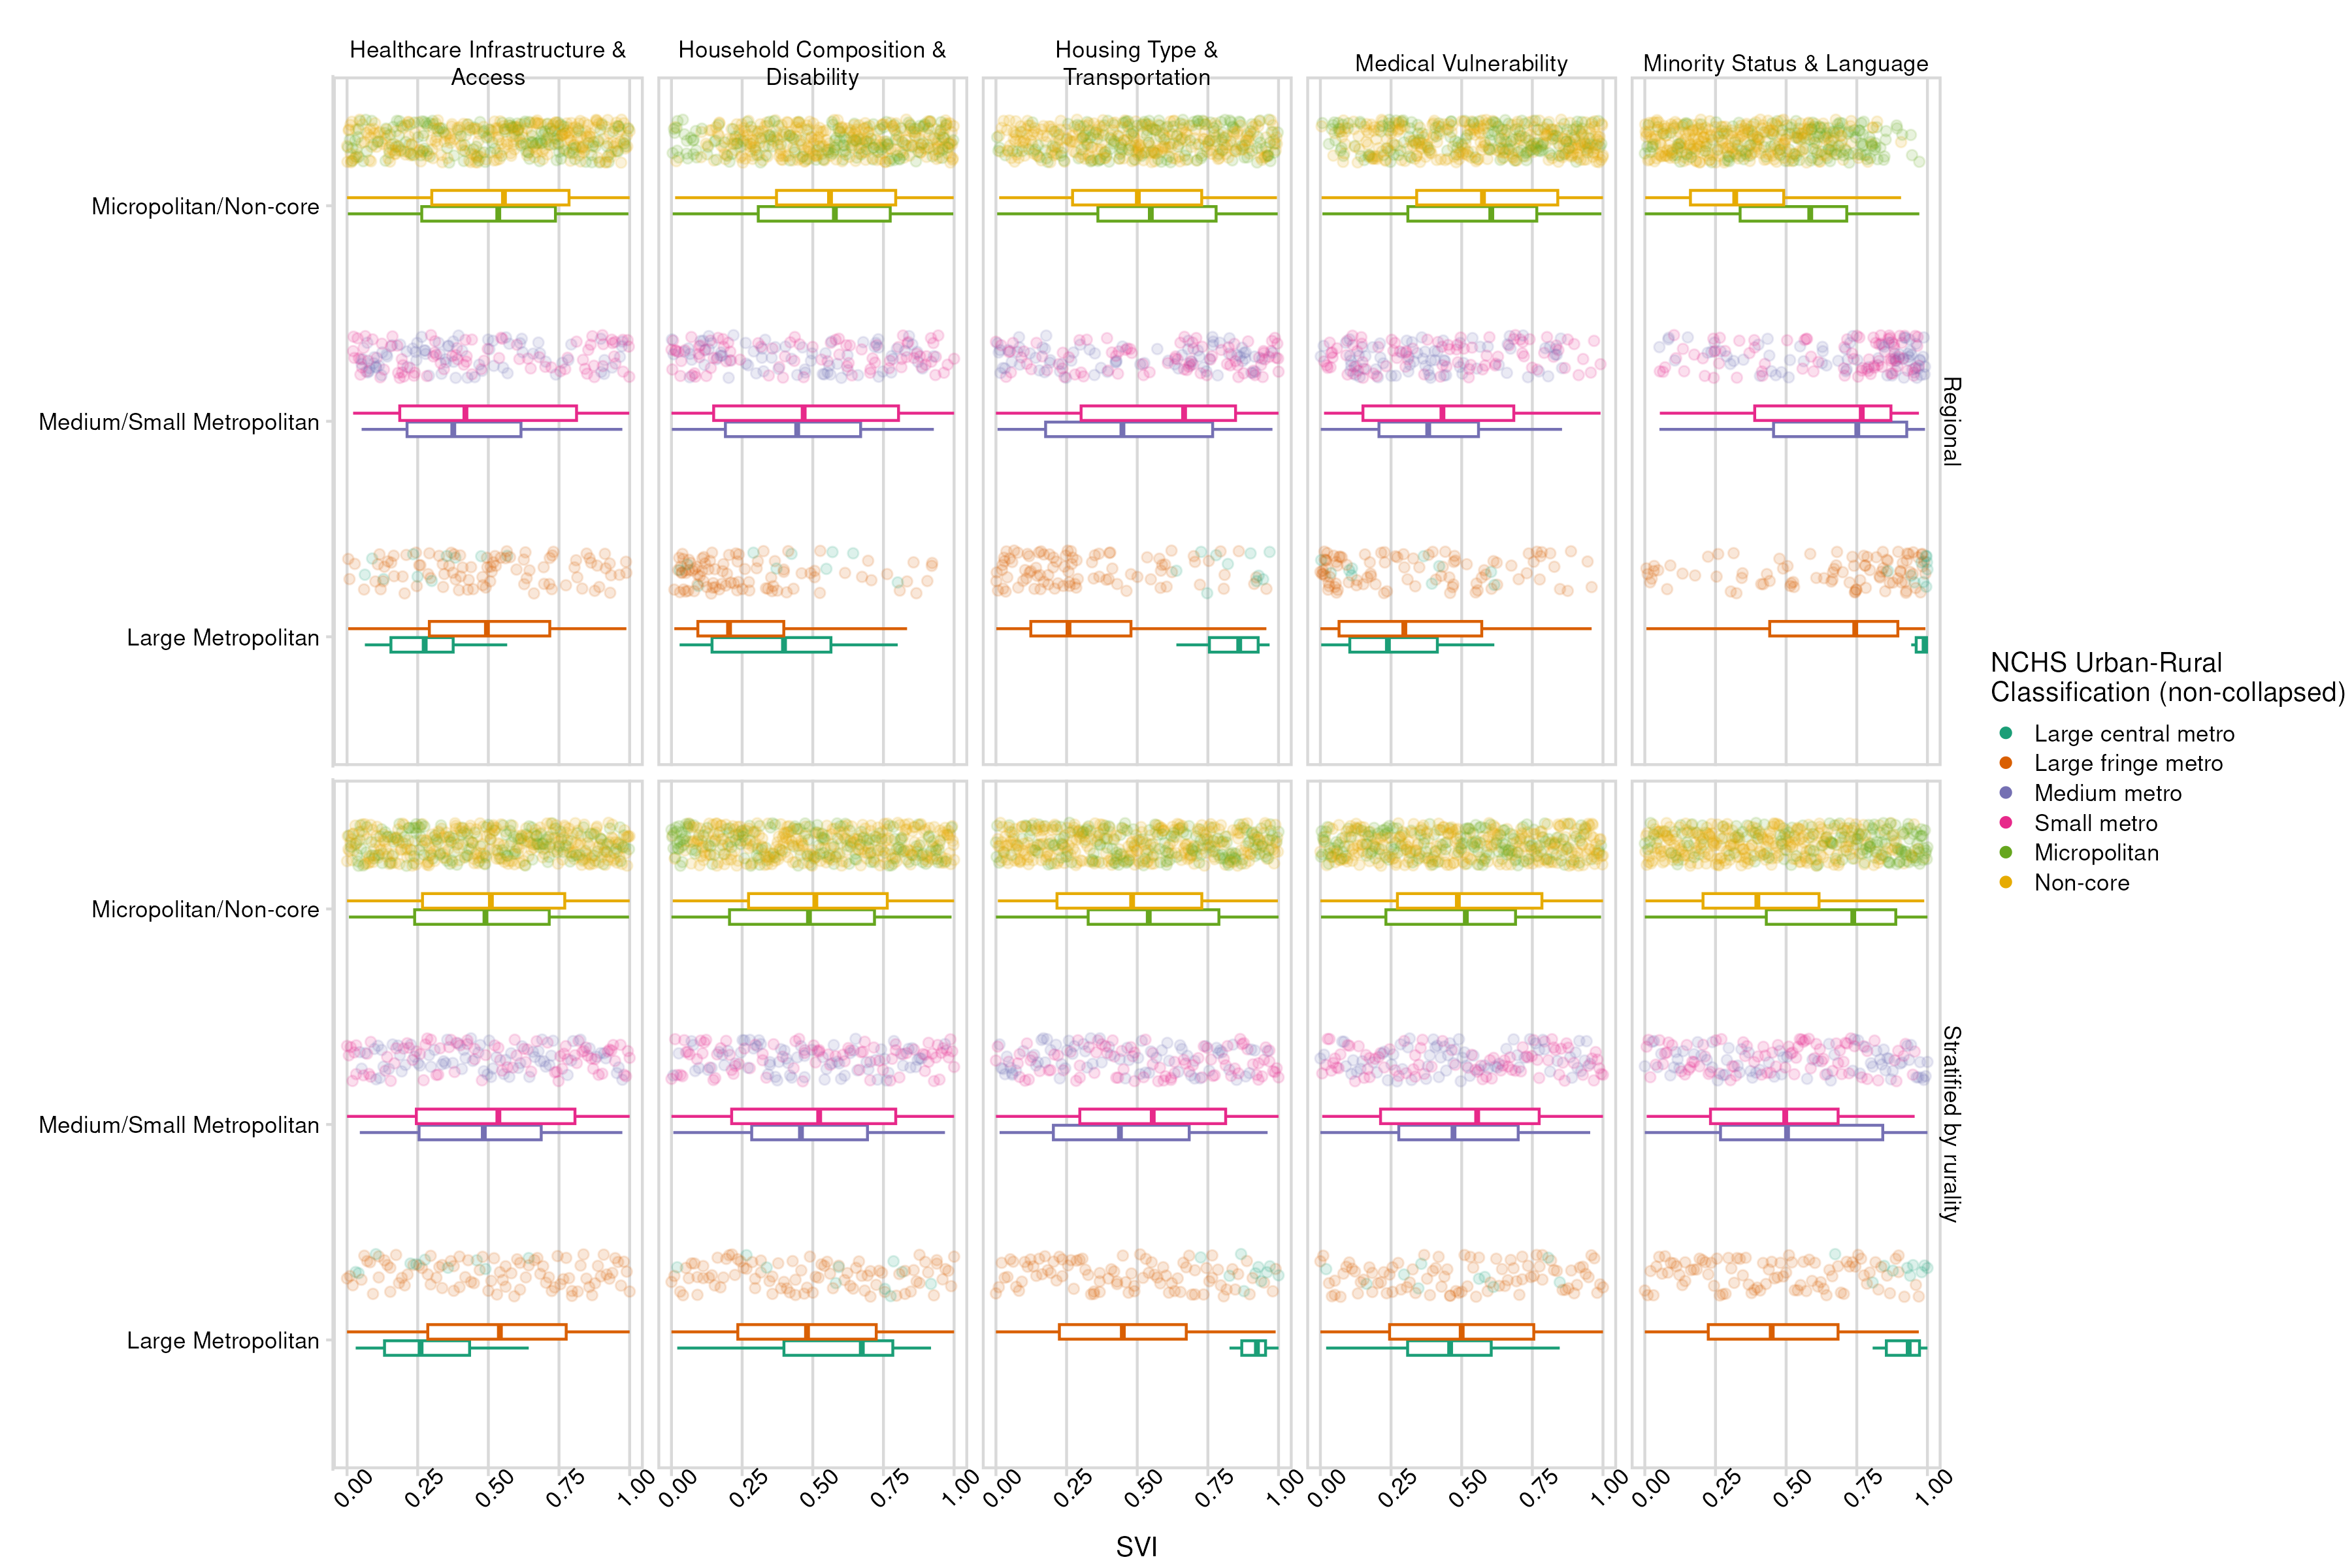 Healthcare Infrastructure &
Access
Household Composition &
Disability
Housing Type &
Transportation
Medical Vulnerability
Minority Status & Language
Micropolitan/Non-core
Medium/Small Metropolitan
Large Metropolitan
Regional
Micropolitan/Non-core
Medium/Small Metropolitan
Large Metropolitan
Stratified by rurality
0.00 0.25 0.50 0.75 1.00
0.00 0.25 0.50 0.75 1.00
0.00 0.25 0.50 0.75 1.00
0.00 0.25 0.50 0.75 1.00
0.00 0.25 0.50 0.75 1.00
SVI
NCHS Urban-Rural
Classification (non-collapsed)
Large central metro
Large fringe metro
Medium metro
Small metro
Micropolitan
Non-core